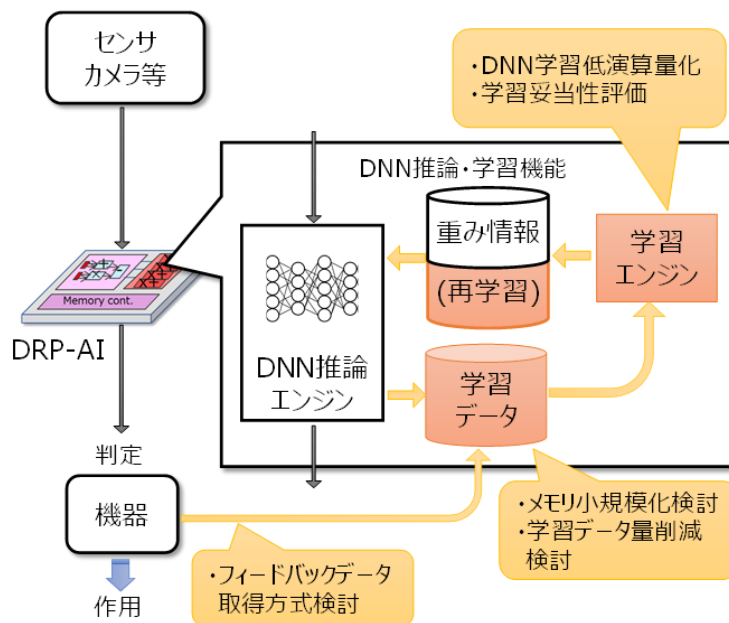 センサ
カメラ等
・DNN学習低演算量化
・学習妥当性評価
DNN推論・学習機能
重み情報
(再学習)
学習
エンジン
Memory cont.
DRP-AI
DNN推論
エンジン
学習
データ
判定
機器
作用
・メモリ小規模化検討
・学習データ量削減
検討
・フィードバックデータ
取得方式検討